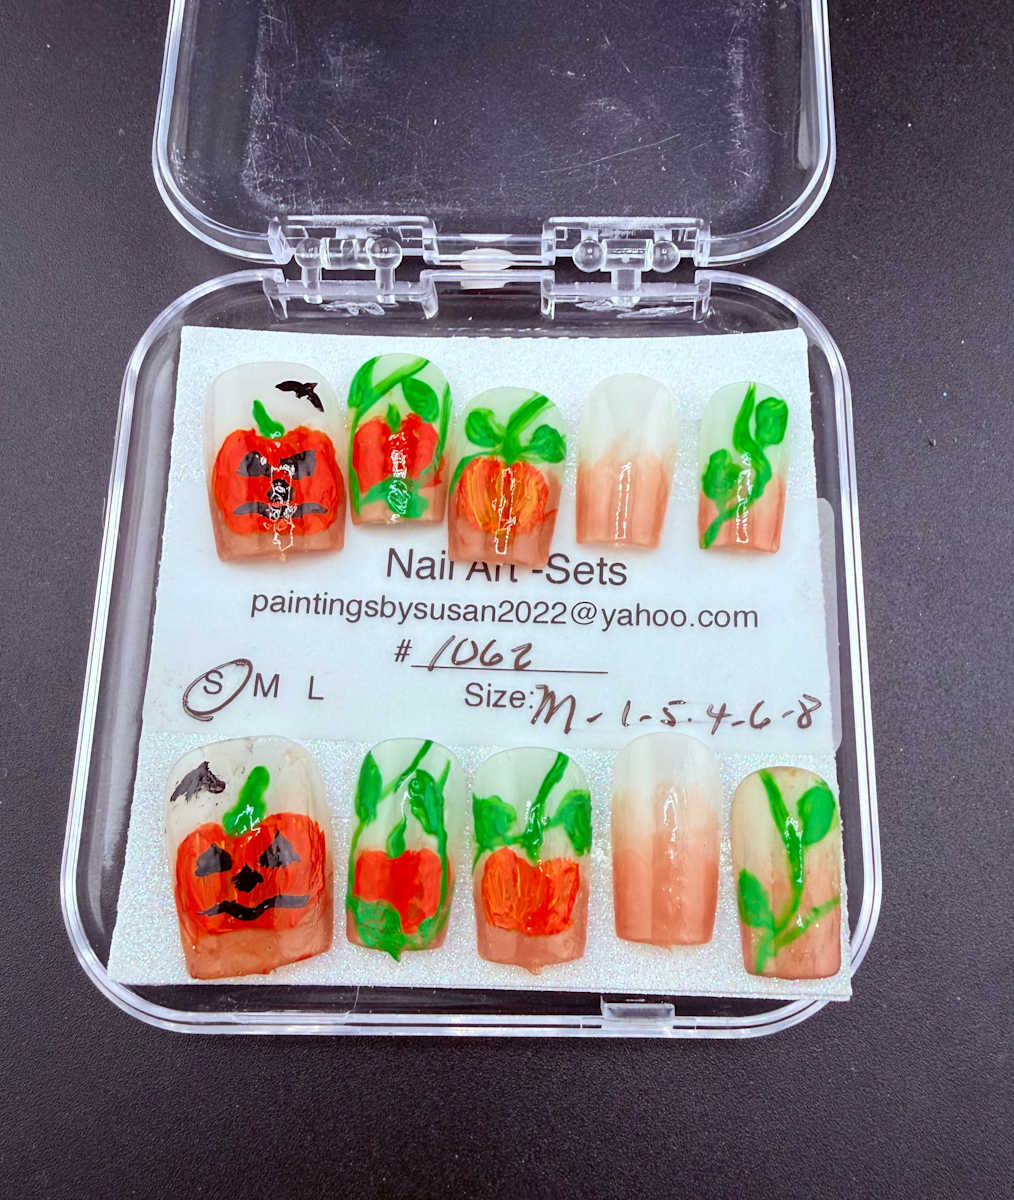 Nail Art -Sets
paintingsbysusan2022@yahoo.com
# 1062
S M L
Size: M - 1-5.4-6-8